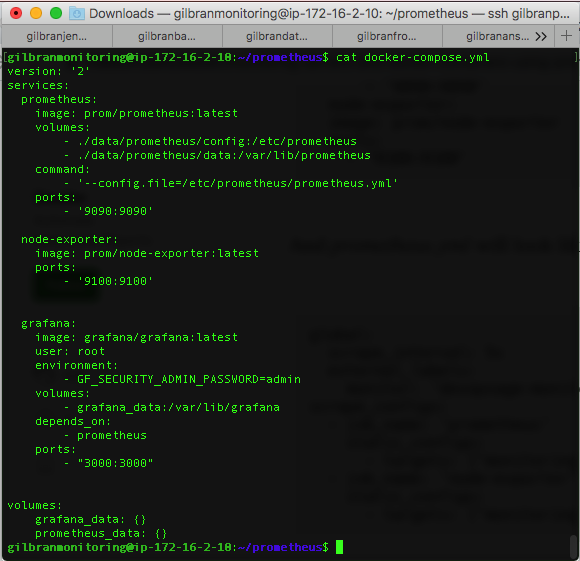 Downloads — gilbranmonitoring@ip-172-16-2-10: ~/prometheus — ssh gilbranp...
gilbranjen... gilbranba... gilbrandat... gilbranfro... gilbranans... >> +
[gilbranmonitoring@ip-172-16-2-10:~/prometheus$ cat docker-compose.yml ]
version: '2'
services:
  prometheus:
    image: prom/prometheus:latest
    volumes:
        - ./data/prometheus/config:/etc/prometheus
        - ./data/prometheus/data:/var/lib/prometheus
    command:
        - '--config.file=/etc/prometheus/prometheus.yml'
    ports:
        - '9090:9090'
  node-exporter:
    image: prom/node-exporter:latest
    ports:
        - '9100:9100'
  grafana:
    image: grafana/grafana:latest
    user: root
    environment:
        - GF_SECURITY_ADMIN_PASSWORD=admin
    volumes:
        - grafana_data:/var/lib/grafana
    depends_on:
        - prometheus
    ports:
        - "3000:3000"
volumes:
    grafana_data: {}
    prometheus_data: {}
gilbranmonitoring@ip-172-16-2-10:~/prometheus$